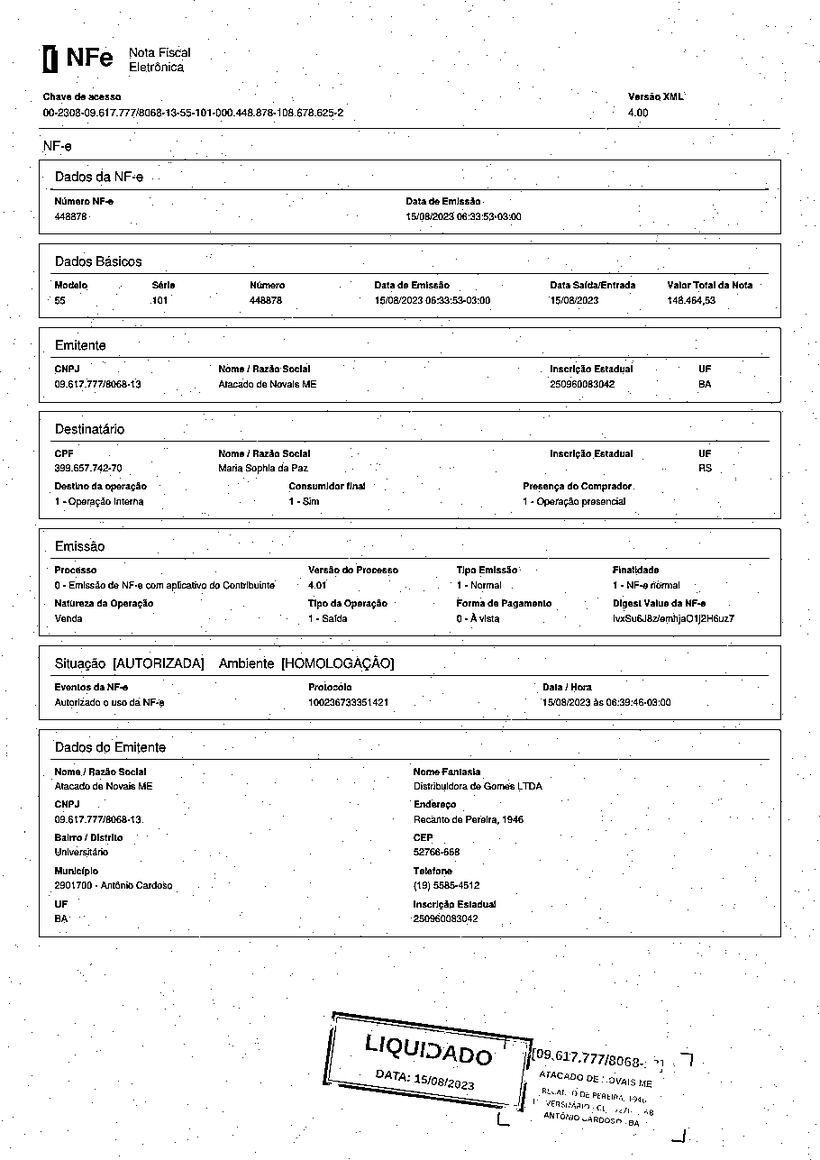 NFe Nota Fiscal
Eletrônica
Chave de acesso Versão XML
00-2308-09.617.777/8068-13-55-101-000.448.878-108.678.625-2 4.00
NF-e
Dados da NF-e
Número NF-e Data de Emissão
448878 15/08/2023 06:33:53-03:00
Dados Básicos
Modelo Série Número Data de Emissão Data Saída/Entrada Valor Total da Nota
55 101 448878 15/08/2023 06:33:53-03:00 15/08/2023 148.464,53
Emitente
CNPJ Nome / Razão Social Inscrição Estadual UF
09.617.777/8068-13 Atacado de Novais ME 250960083042 BA
Destinatário
CPF Nome / Razão Social Inscrição Estadual UF
399.657.742-70 Maria Sophia da Paz RS
Destino da operação Consumidor final Presença do Comprador
1 - Operação Interna 1 - Sim 1 - Operação presencial
Emissão
Processo Versão do Processo Tipo Emissão Finalidade
0 - Emissão de NF-e com aplicativo do Contribuinte 4.01 1 - Normal 1 - NF-e normal
Natureza da Operação Tipo da Operação Forma de Pagamento Digest Value da NF-e
Venda 1 - Saída 0 - À vista IvxSu6J8z/emhjaO1j2H6uz7
Situação [AUTORIZADA] Ambiente [HOMOLOGAÇÃO]
Eventos da NF-e Protocolo Data / Hora
Autorizado o uso da NF-e 100236733351421 15/08/2023 às 06:39:46-03:00
Dados do Emitente
Nome / Razão Social Nome Fantasia
Atacado de Novais ME Distribuidora de Gomes LTDA
CNPJ Endereço
09.617.777/8068-13 Recanto de Pereira, 1946
Bairro / Distrito CEP
Universitário 52766-668
Município Telefone
2901700 - Antônio Cardoso (19) 5585-4512
UF Inscrição Estadual
BA 250960083042
LIQUIDADO
DATA: 15/08/2023
09.617.777/8068-
ATACADO DE NOVAIS ME
DE PEREIRA, 1946
ANTÔNIO CARDOSO - BA